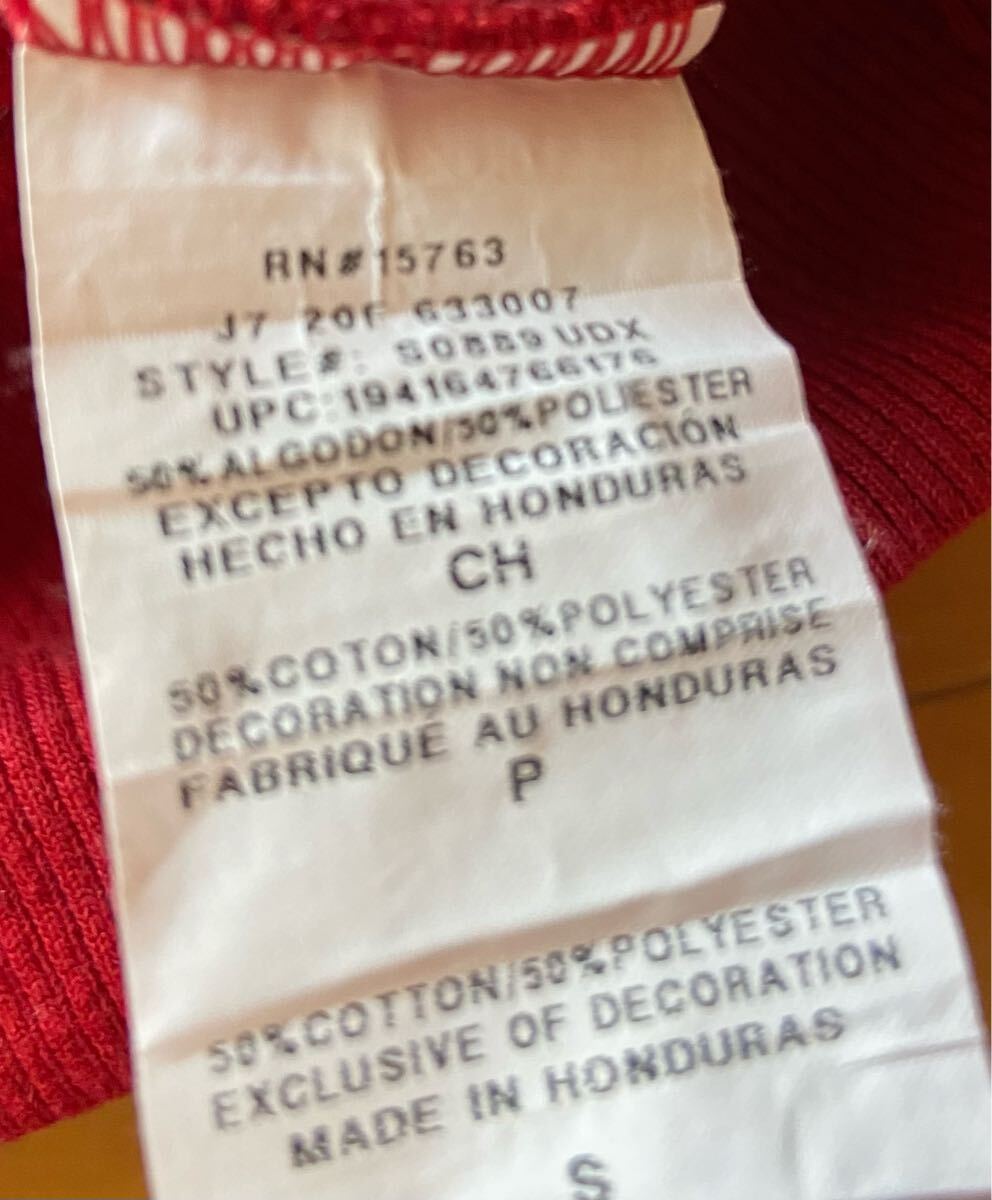 RN#15763
J7 20F 633007
STYLE#: S0889 UDX
UPC:194164766176
50%ALGODON/50%POLIESTER
EXCEPTO DECORACIÓN
HECHO EN HONDURAS
CH
50%COTON/50%POLYESTER
DECORATION NON COMPRISE
FABRIQUE AU HONDURAS
P
50%COTTON/50%POLYESTER
EXCLUSIVE OF DECORATION
MADE IN HONDURAS
S